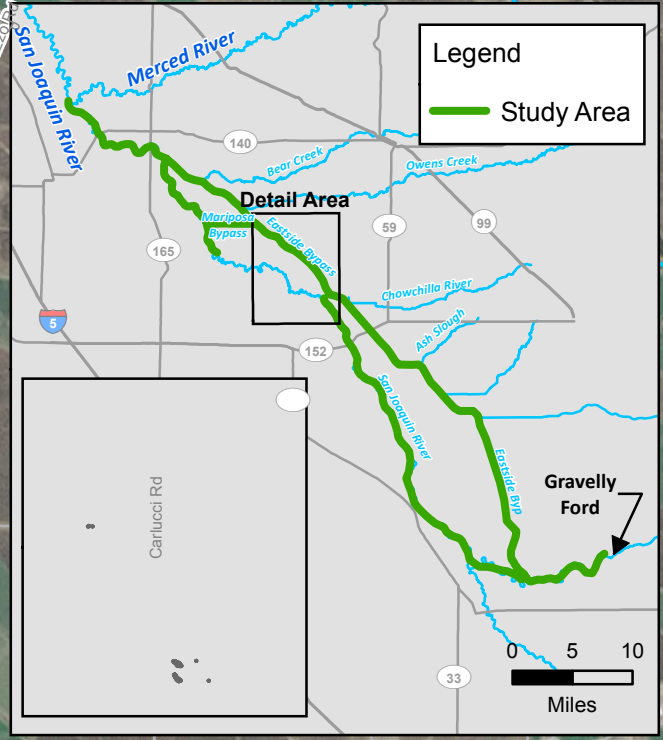 San Joaquin River
Merced River
Legend
Study Area
140
Bear Creek
Owens Creek
Detail Area
Mariposa
Bypass
Eastside Bypass
59
99
165
Chowchilla River
5
Ash Slough
152
San Joaquin River
Carlucci Rd
Eastside Byp
Gravelly
Ford
0 5 10
Miles
33